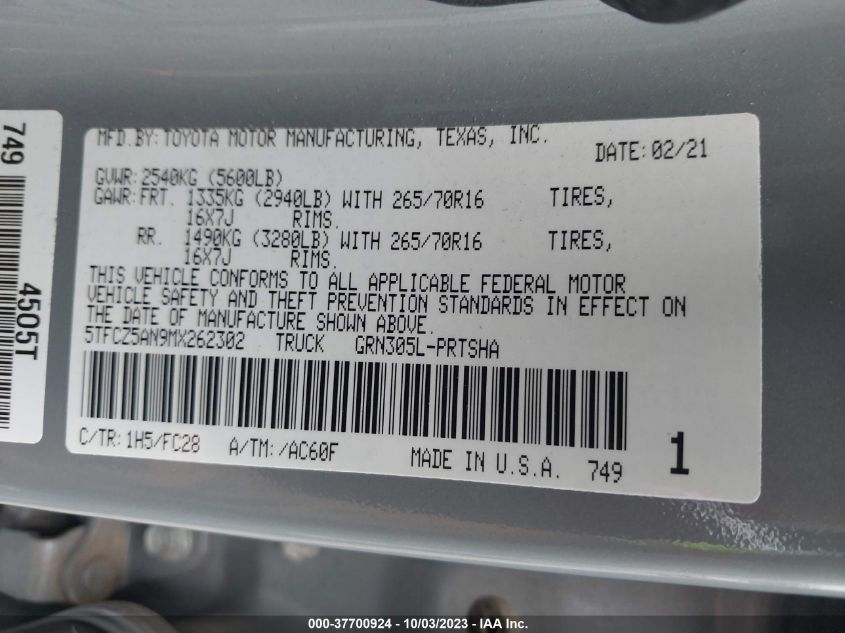 MFD.BY:TOYOTA MOTOR MANUFACTURING, TEXAS, INC.
DATE:02/21
GVWR:2540KG (5600LB)
GAWR:FRT. 1335KG (2940LB) WITH 265/70R16 TIRES,
16X7J RIMS.
RR. 1490KG (3280LB) WITH 265/70R16 TIRES,
16X7J RIMS.
THIS VEHICLE CONFORMS TO ALL APPLICABLE FEDERAL MOTOR
VEHICLE SAFETY AND THEFT PREVENTION STANDARDS IN EFFECT ON
THE DATE OF MANUFACTURE SHOWN ABOVE.
5TFCZ5AN9MX262302 TRUCK GRN305L-PRTSHA
C/TR:1H5/FC28 A/TM:/AC60F MADE IN U.S.A. 749 1
749
4505T
000-37700924 - 10/03/2023 - IAA Inc.